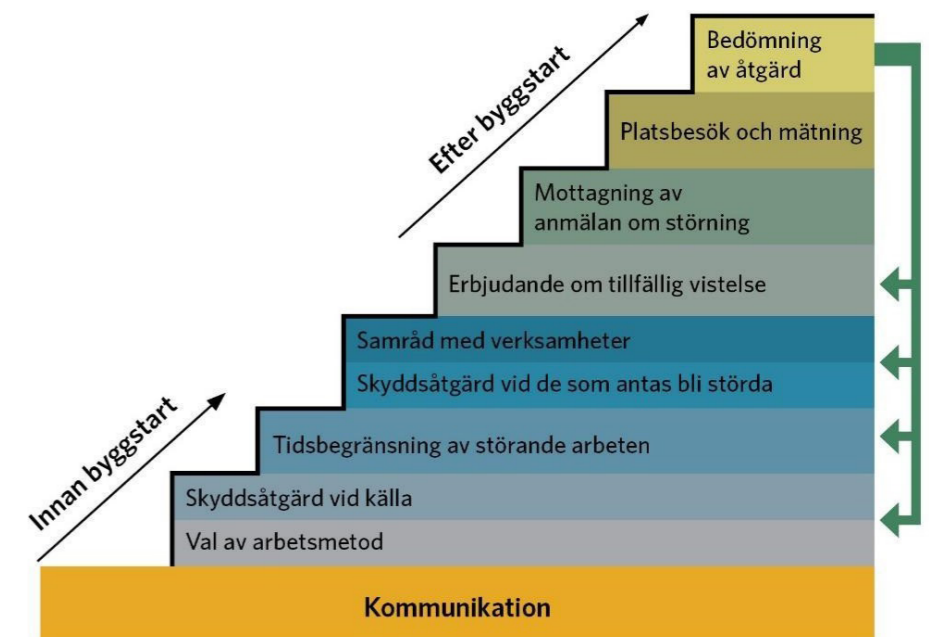 Bedömning
av åtgärd
Efter byggstart
Platsbesök och mätning
Mottagning av
anmälan om störning
Erbjudande om tillfällig vistelse
Samråd med verksamheter
Skyddsåtgärd vid de som antas bli störda
Innan byggstart
Tidsbegränsning av störande arbeten
Skyddsåtgärd vid källa
Val av arbetsmetod
Kommunikation